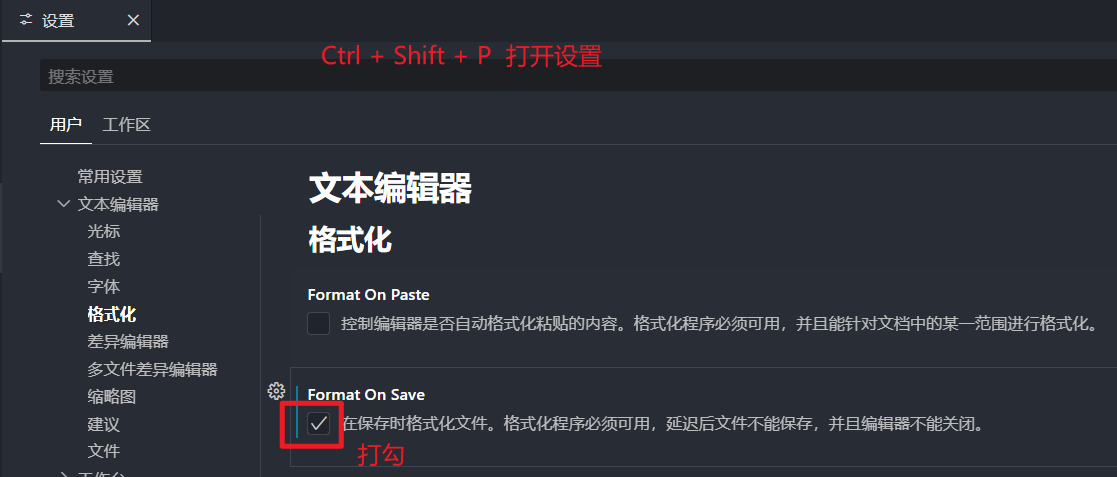 设置
Ctrl + Shift + P 打开设置
搜索设置
用户 工作区
常用设置
文本编辑器
光标
查找
字体
格式化
差异编辑器
多文件差异编辑器
缩略图
建议
文件
工作台
文本编辑器
格式化
Format On Paste
控制编辑器是否自动格式化粘贴的内容。格式化程序必须可用，并且能针对文档中的某一范围进行格式化。
Format On Save
在保存时格式化文件。格式化程序必须可用，延迟后文件不能保存，并且编辑器不能关闭。
打勾